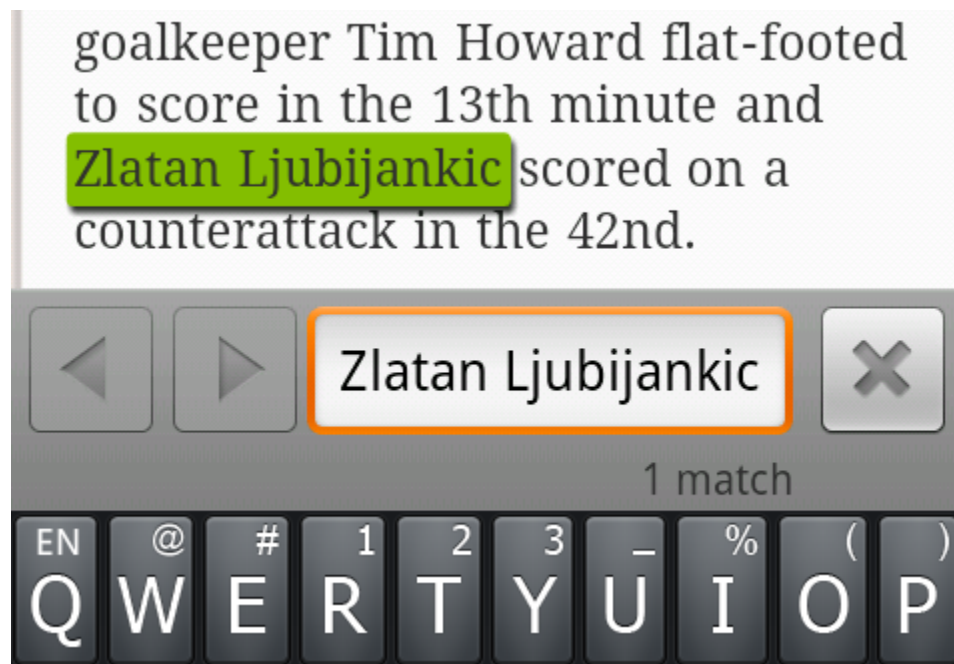 goalkeeper Tim Howard flat-footed
to score in the 13th minute and
Zlatan Ljubijankic scored on a
counterattack in the 42nd.
Zlatan Ljubijankic
1 match
EN @ # 1 2 3 _ % ( )
Q W E R T Y U I O P